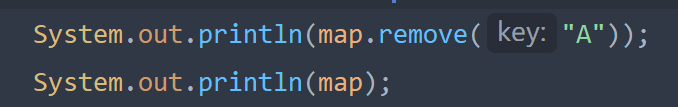 System.out.println(map.remove( key: "A"));
System.out.println(map);